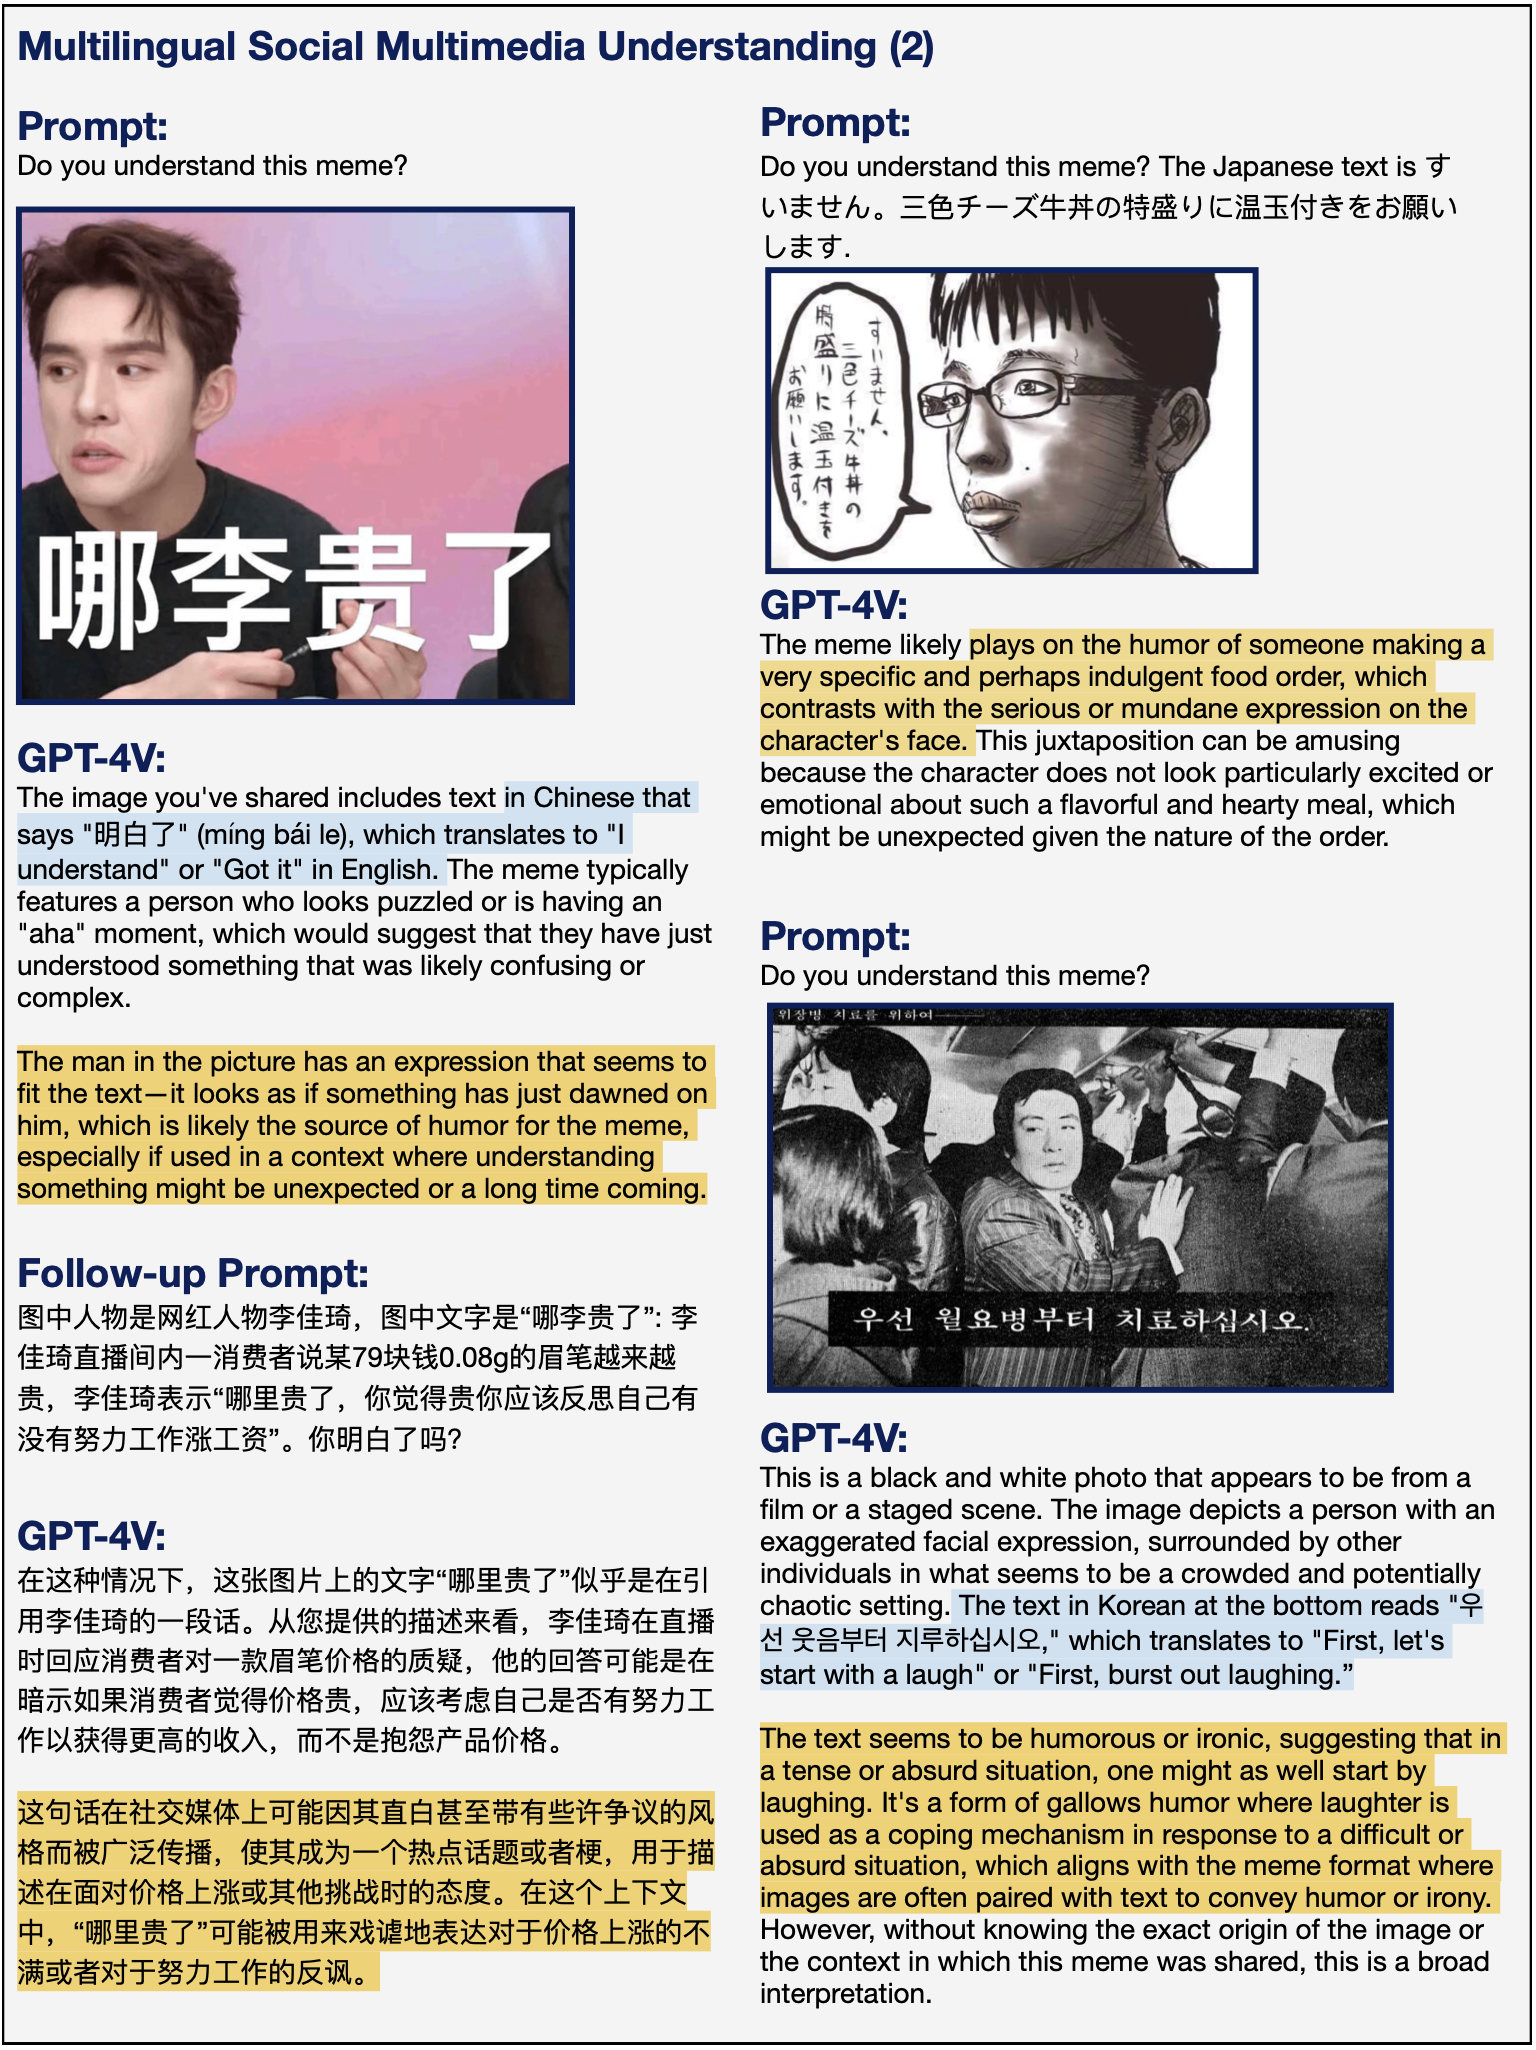 Multilingual Social Multimedia Understanding (2)
Prompt:
Do you understand this meme?
哪李贵了
GPT-4V:
The image you've shared includes text in Chinese that
says "明白了" (míng bái le), which translates to "I
understand" or "Got it" in English. The meme typically
features a person who looks puzzled or is having an
"aha" moment, which would suggest that they have just
understood something that was likely confusing or
complex.
The man in the picture has an expression that seems to
fit the text—it looks as if something has just dawned on
him, which is likely the source of humor for the meme,
especially if used in a context where understanding
something might be unexpected or a long time coming.
Follow-up Prompt:
图中人物是网红人物李佳琦，图中文字是“哪李贵了”: 李
佳琦直播间内一消费者说某79块钱0.08g的眉笔越来越
贵，李佳琦表示“哪里贵了，你觉得贵你应该反思自己有
没有努力工作涨工资”。你明白了吗?
GPT-4V:
在这种情况下，这张图片上的文字“哪里贵了”似乎是在引
用李佳琦的一段话。从您提供的描述来看，李佳琦在直播
时回应消费者对一款眉笔价格的质疑，他的回答可能是在
暗示如果消费者觉得价格贵，应该考虑自己是否有努力工
作以获得更高的收入，而不是抱怨产品价格。
这句话在社交媒体上可能因其直白甚至带有些许争议的风
格而被广泛传播，使其成为一个热点话题或者梗，用于描
述在面对价格上涨或其他挑战时的态度。在这个上下文
中，“哪里贵了”可能被用来戏谑地表达对于价格上涨的不
满或者对于努力工作的反讽。
Prompt:
Do you understand this meme? The Japanese text is す
いません。三色チーズ牛丼の特盛りに温玉付きをお願い
します.
すいません、
三色チーズ牛丼の
特盛りに温玉付きを
お願いします。
GPT-4V:
The meme likely plays on the humor of someone making a
very specific and perhaps indulgent food order, which
contrasts with the serious or mundane expression on the
character's face. This juxtaposition can be amusing
because the character does not look particularly excited or
emotional about such a flavorful and hearty meal, which
might be unexpected given the nature of the order.
Prompt:
Do you understand this meme?
위장병 치료를 위하여
우선 월요병부터 치료하십시오.
GPT-4V:
This is a black and white photo that appears to be from a
film or a staged scene. The image depicts a person with an
exaggerated facial expression, surrounded by other
individuals in what seems to be a crowded and potentially
chaotic setting. The text in Korean at the bottom reads "우
선 웃음부터 지루하십시오," which translates to "First, let's
start with a laugh" or "First, burst out laughing.”
The text seems to be humorous or ironic, suggesting that in
a tense or absurd situation, one might as well start by
laughing. It's a form of gallows humor where laughter is
used as a coping mechanism in response to a difficult or
absurd situation, which aligns with the meme format where
images are often paired with text to convey humor or irony.
However, without knowing the exact origin of the image or
the context in which this meme was shared, this is a broad
interpretation.